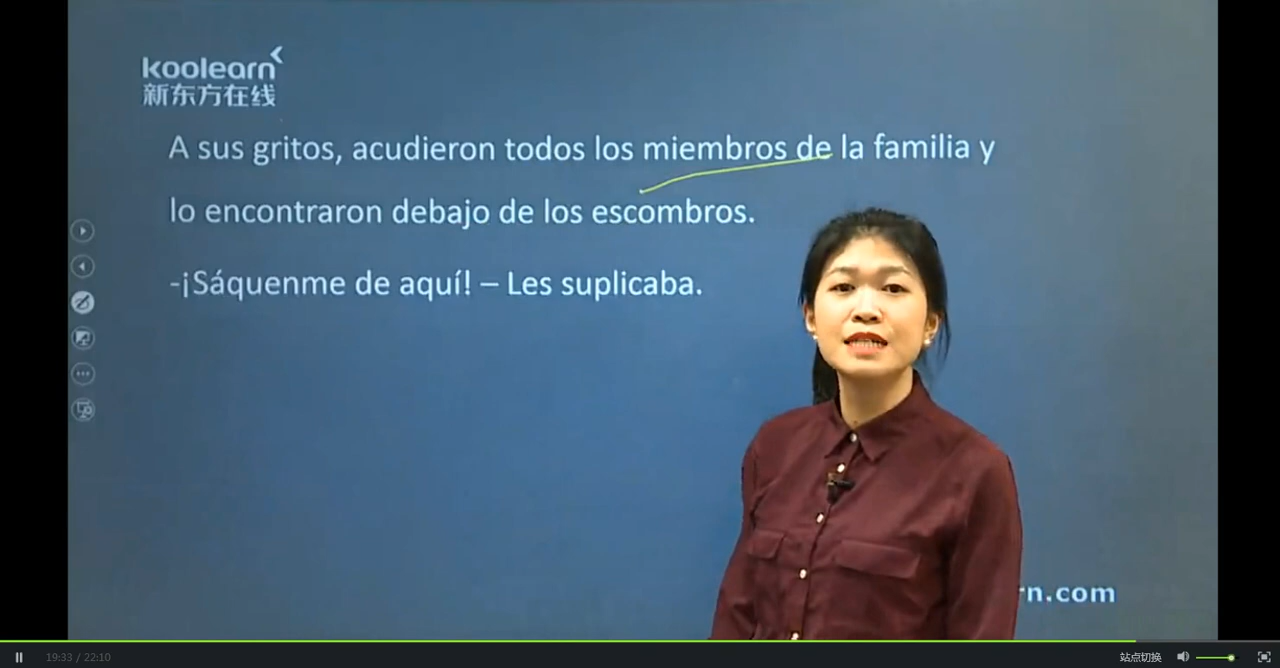 koolearn
新东方在线
A sus gritos, acudieron todos los miembros de la familia y
lo encontraron debajo de los escombros.
-¡Sáquenme de aquí! – Les suplicaba.
rn.com
19:33 / 22:10
站点切换